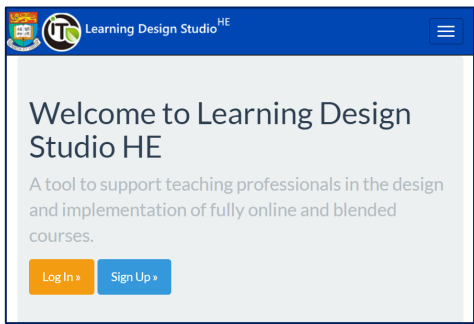 Learning Design Studio HE
Welcome to Learning Design
Studio HE
A tool to support teaching professionals in the design
and implementation of fully online and blended
courses.
Log In »
Sign Up »